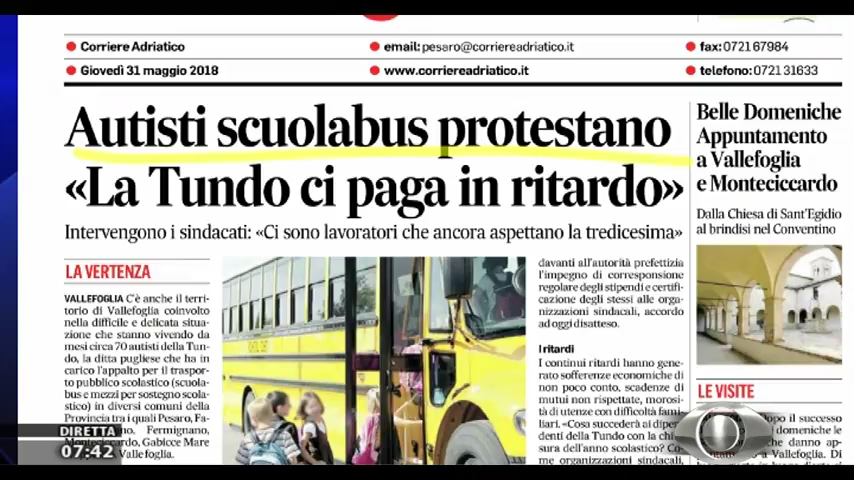 Corriere Adriatico
email: pesaro@corriereadriatico.it
fax: 072167984
Giovedì 31 maggio 2018
www.corriereadriatico.it
telefono: 072131633
Autisti scuolabus protestano
«La Tundo ci paga in ritardo»
Intervengono i sindacati: «Ci sono lavoratori che ancora aspettano la tredicesima»
LA VERTENZA
VALLEFOGLIA C'è anche il terri-
torio di Vallefoglia coinvolto
nella difficile e delicata situa-
zione che stanno vivendo da
mesi circa 70 autisti della Tun-
do, la ditta pugliese che ha in
carico l'appalto per il traspor-
to pubblico scolastico (scuola-
bus e mezzi per sostegno scola-
stico) in diversi comuni della
Provincia tra i quali Pesaro, Fa-
Fermignano,
Monteciccardo, Gabicce Mare
Vallefoglia.
davanti all'autorità prefettizia
l'impegno di corresponsione
regolare degli stipendi e certifi-
cazione degli stessi alle orga-
nizzazioni sindacali, accordo
ad oggi disatteso.
I ritardi
I continui ritardi hanno gene-
rato sofferenze economiche di
non poco conto, scadenze di
mutui non rispettate, morosi-
tà di utenze con difficoltà fami-
liari. «Cosa succederà ai dipen-
denti della Tundo con la chiu-
sura dell'anno scolastico? Co-
me organizzazioni sindacali,
Belle Domeniche
Appuntamento
a Vallefoglia
e Monteciccardo
Dalla Chiesa di Sant'Egidio
al brindisi nel Conventino
LE VISITE
Dopo il successo
domeniche le
che danno ap-
a Vallefoglia. Di
DIRETTA
07:42